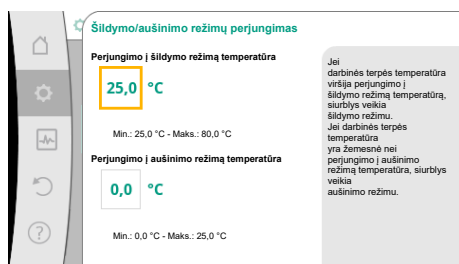 Šildymo/aušinimo režimų perjungimas
Perjungimo į šildymo režimą temperatūra
25,0 °C
Min.: 25,0 °C - Maks.: 80,0 °C
Perjungimo į aušinimo režimą temperatūra
0,0 °C
Min.: 0,0 °C - Maks.: 25,0 °C
Jei
darbinės terpės temperatūra
viršija perjungimo į
šildymo režimą temperatūrą,
siurblys veikia
šildymo režimu.
Jei darbinės terpės
temperatūra
yra žemesnė nei
perjungimo į aušinimo
režimą temperatūra, siurblys
veikia
aušinimo režimu.